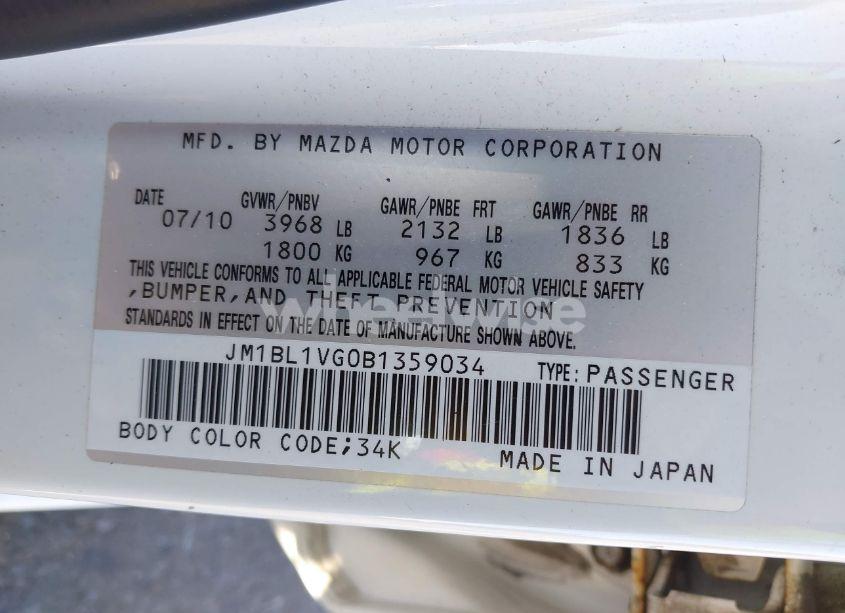 MFD. BY MAZDA MOTOR CORPORATION
DATE GVWR/PNBV GAWR/PNBE FRT GAWR/PNBE RR
07/10 3968 LB 2132 LB 1836 LB
1800 KG 967 KG 833 KG
THIS VEHICLE CONFORMS TO ALL APPLICABLE FEDERAL MOTOR VEHICLE SAFETY
,BUMPER,AND THEFT PREVENTION
STANDARDS IN EFFECT ON THE DATE OF MANUFACTURE SHOWN ABOVE.
wheelwise
JM1BL1VG0B1359034 TYPE:PASSENGER
BODY COLOR CODE;34K
MADE IN JAPAN